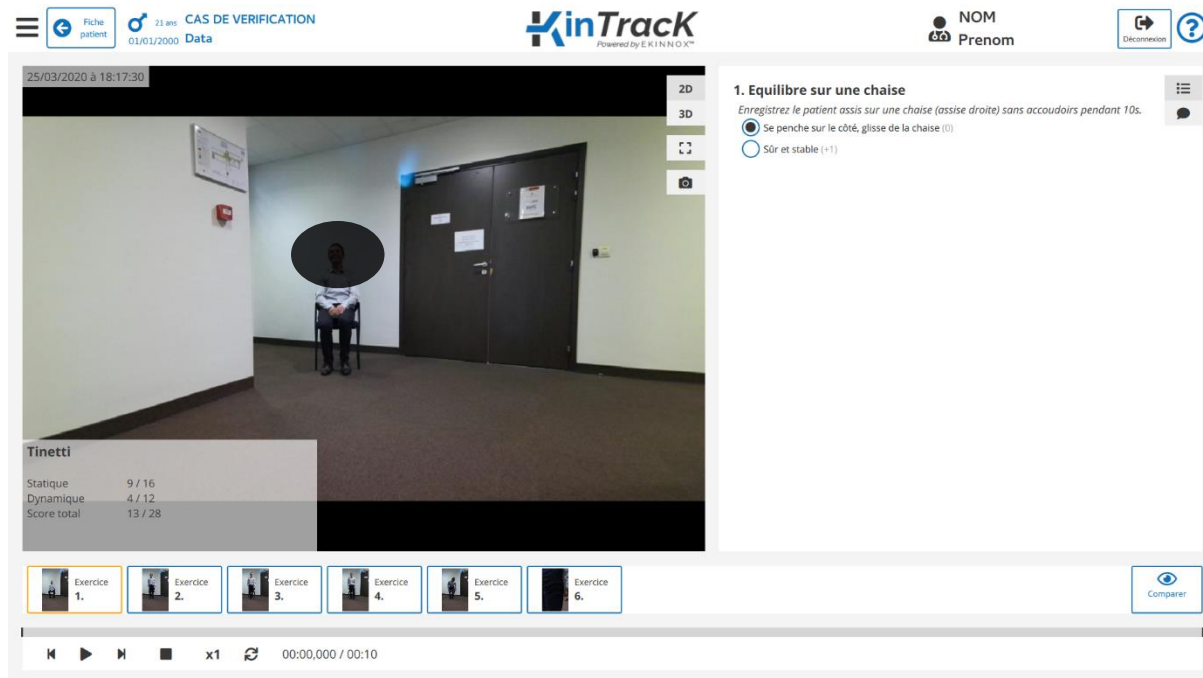 Fiche
patient
21 ans CAS DE VERIFICATION
01/01/2000 Data
KinTracK
Powered by EKINNOX™
NOM
Prenom
Déconnexion
?
25/03/2020 à 18:17:30
2D
3D
1. Equilibre sur une chaise
Enregistrez le patient assis sur une chaise (assise droite) sans accoudoirs pendant 10s.
Se penche sur le côté, glisse de la chaise (0)
Sûr et stable (+1)
Tinetti
Statique 9 / 16
Dynamique 4 / 12
Score total 13 / 28
Exercice
1.
Exercice
2.
Exercice
3.
Exercice
4.
Exercice
5.
Exercice
6.
Comparer
x1 00:00,000 / 00:10